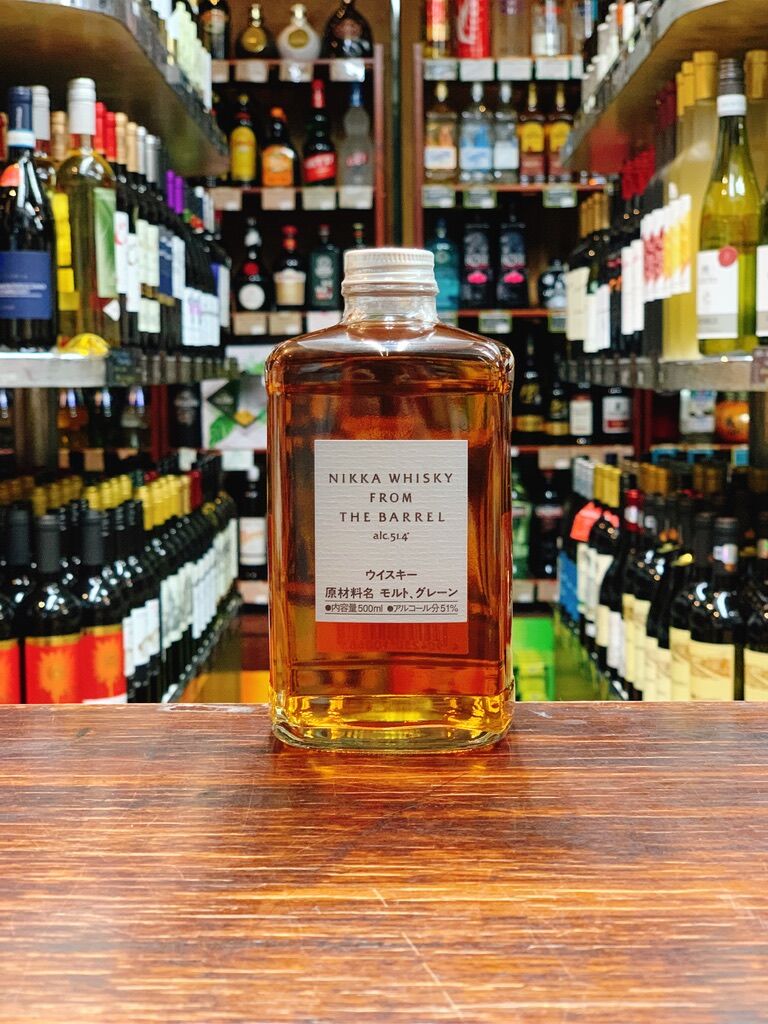 NIKKA WHISKY
FROM
THE BARREL
alc.51.4°
ウイスキー
原材料名 モルト、グレーン
●内容量500ml ●アルコール分51%